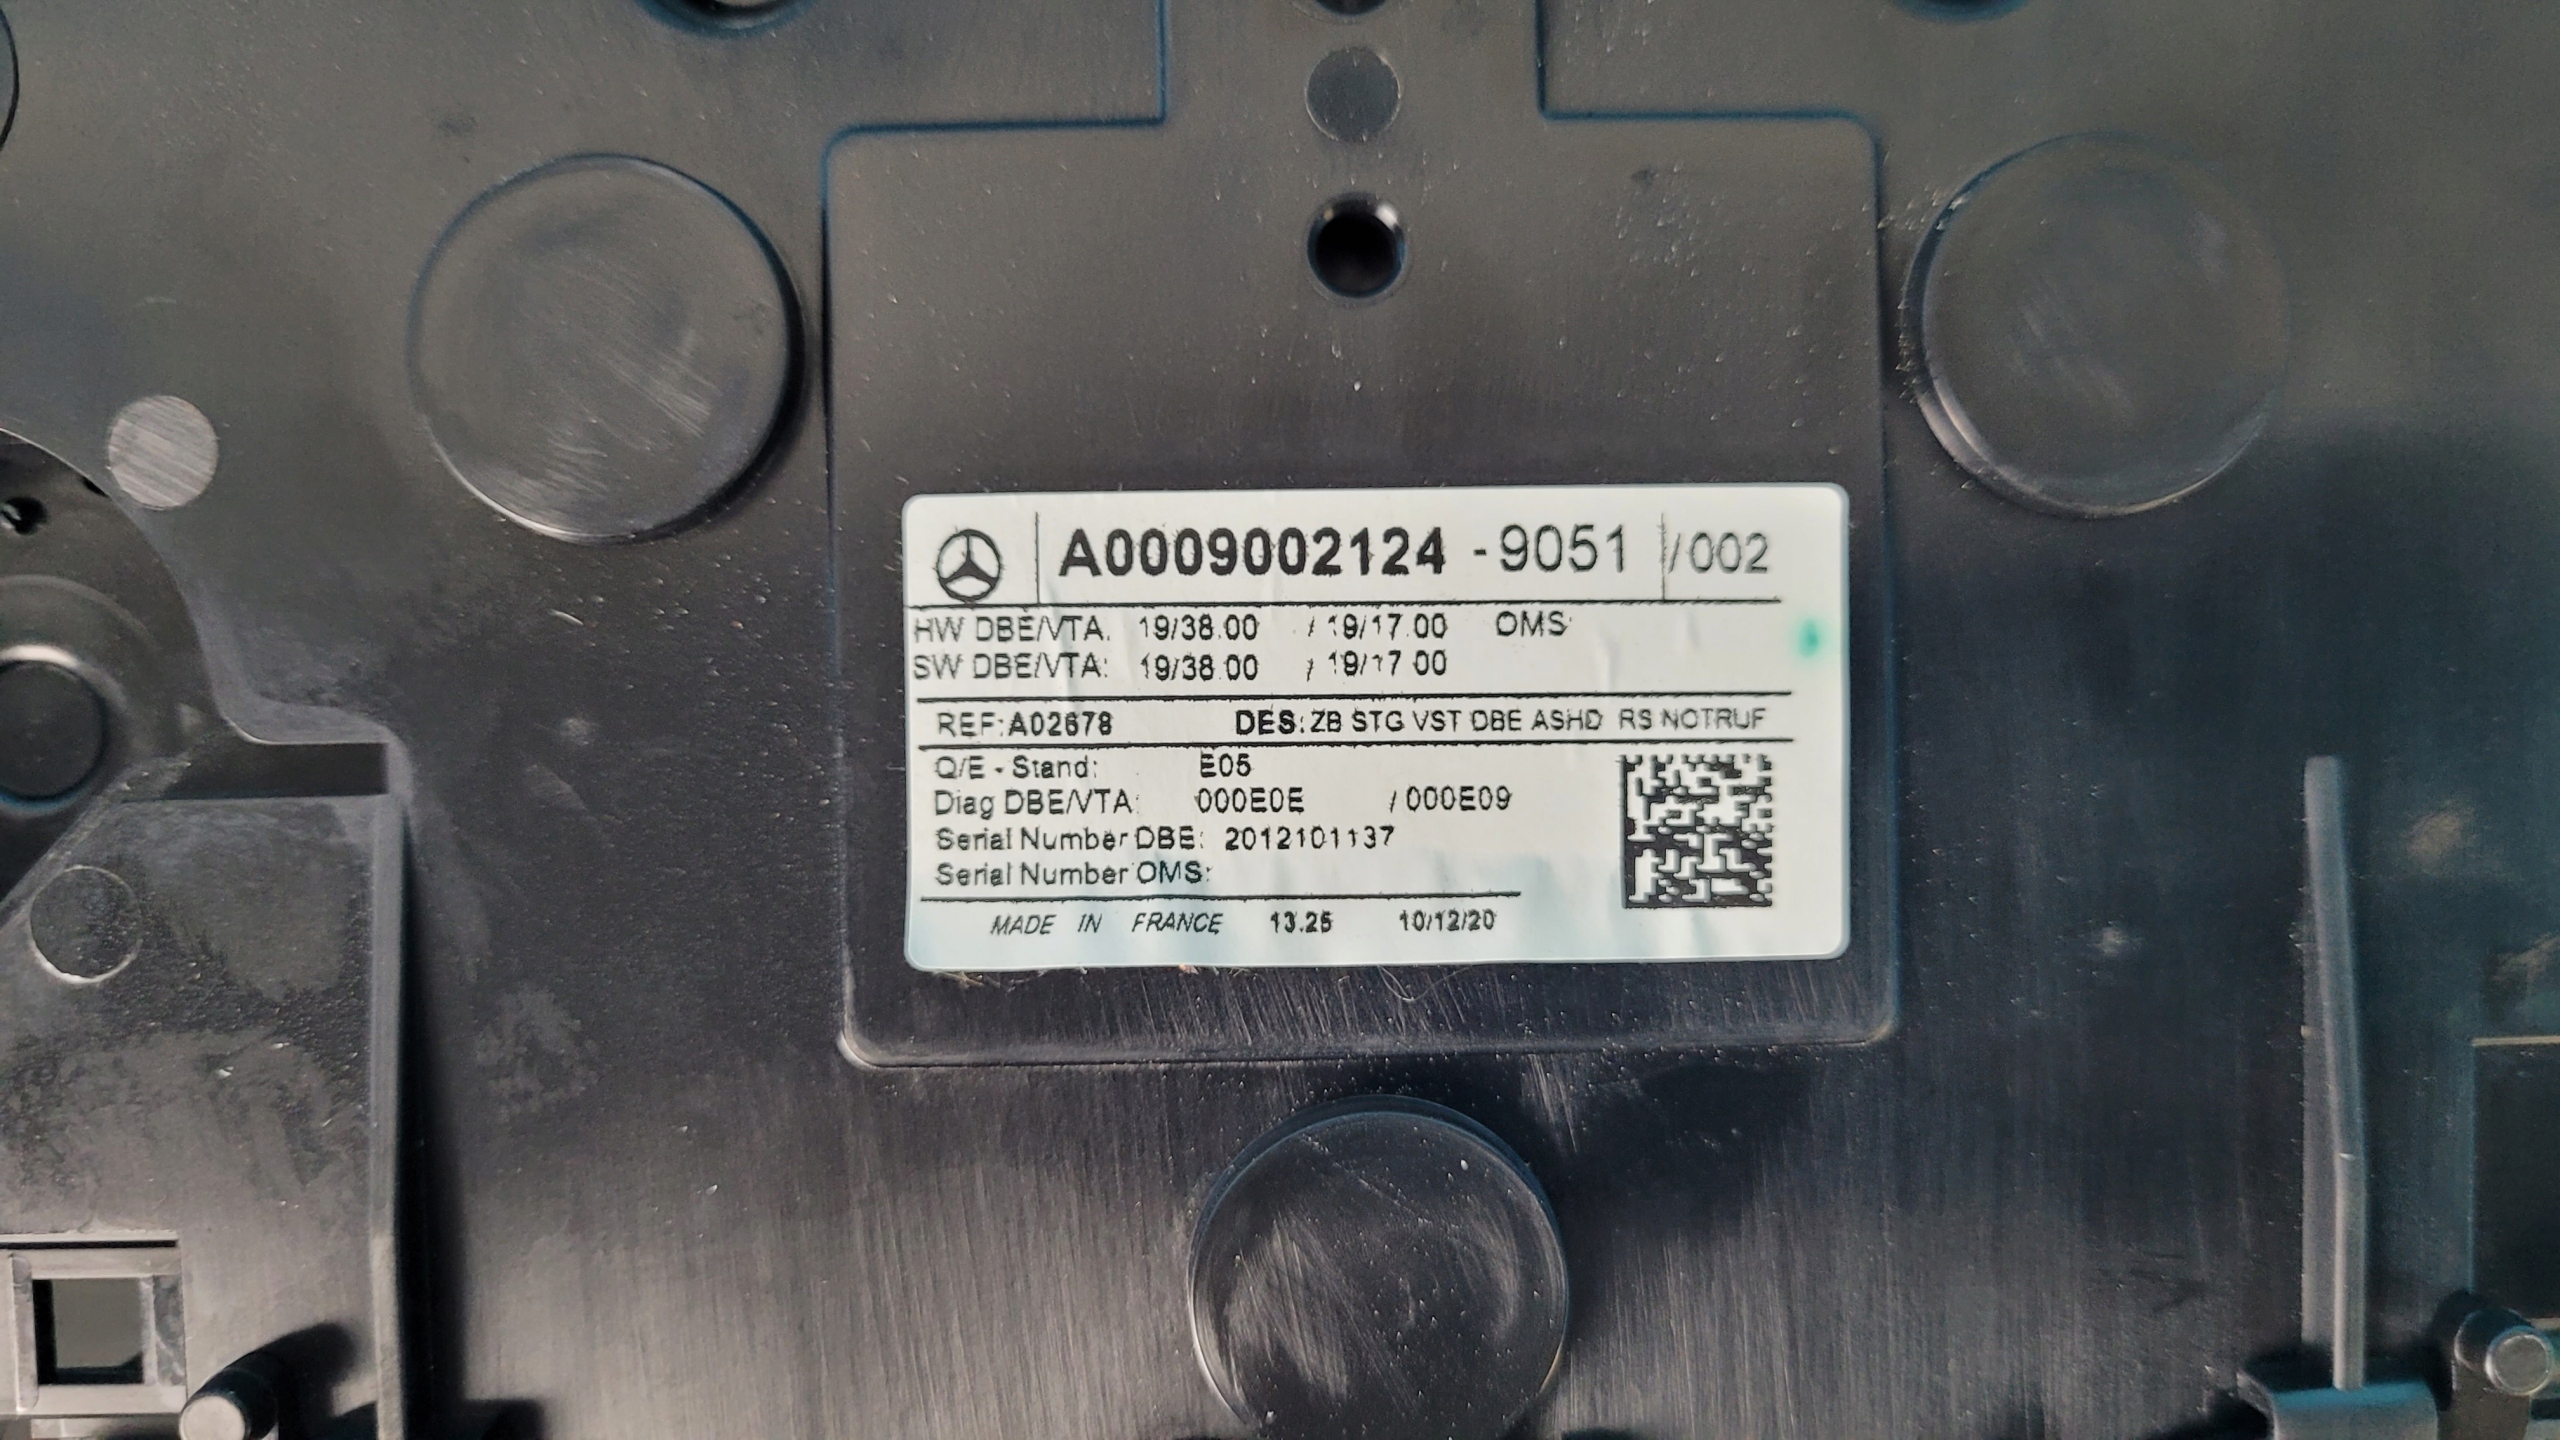 A0009002124 -9051 /002
HW DBE/VTA: 19/38.00 / 19/17.00 OMS
SW DBE/VTA: 19/38.00 / 19/17.00
REF:A02678 DES:ZB STG VST DBE ASHD RS NOTRUF
Q/E - Stand: E05
Diag DBE/VTA: 000E0E / 000E09
Serial Number DBE: 2012101137
Serial Number OMS:
MADE IN FRANCE 13.25 10/12/20